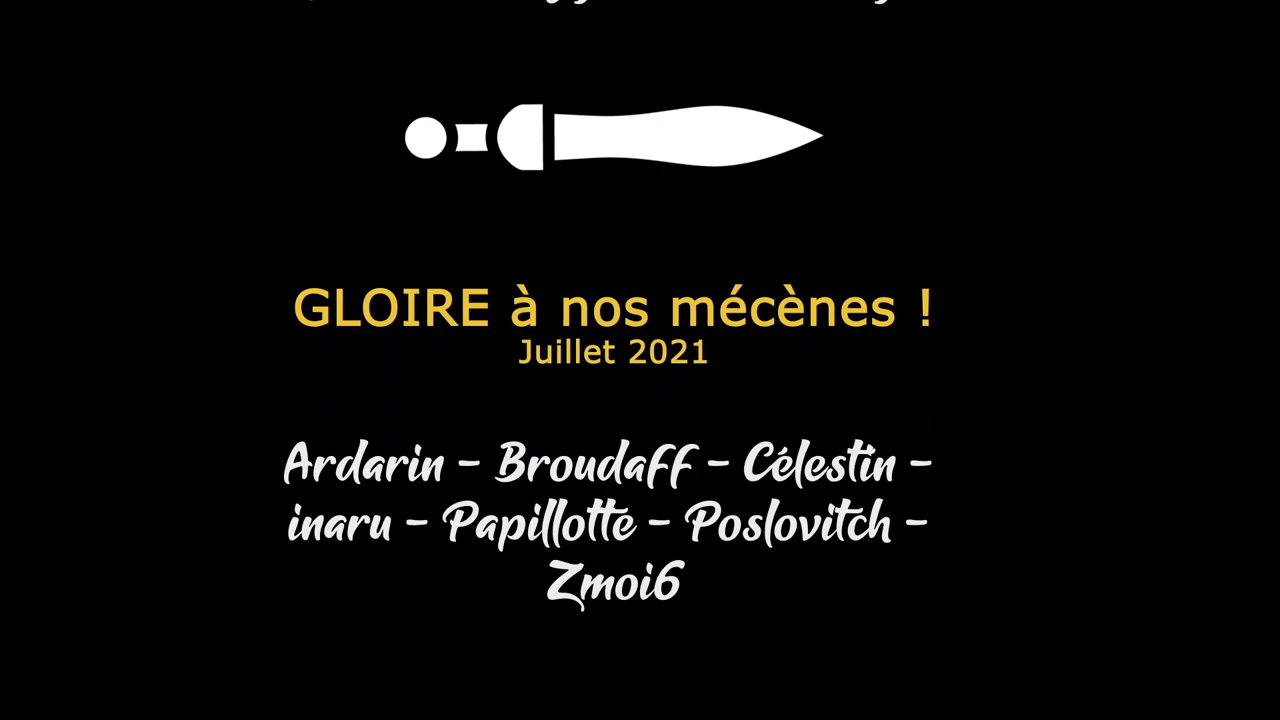 GLOIRE à nos mécènes !
Juillet 2021
Ardarin - Broudaff - Célestin -
inaru - Papillotte - Poslovitch -
Zmoi6